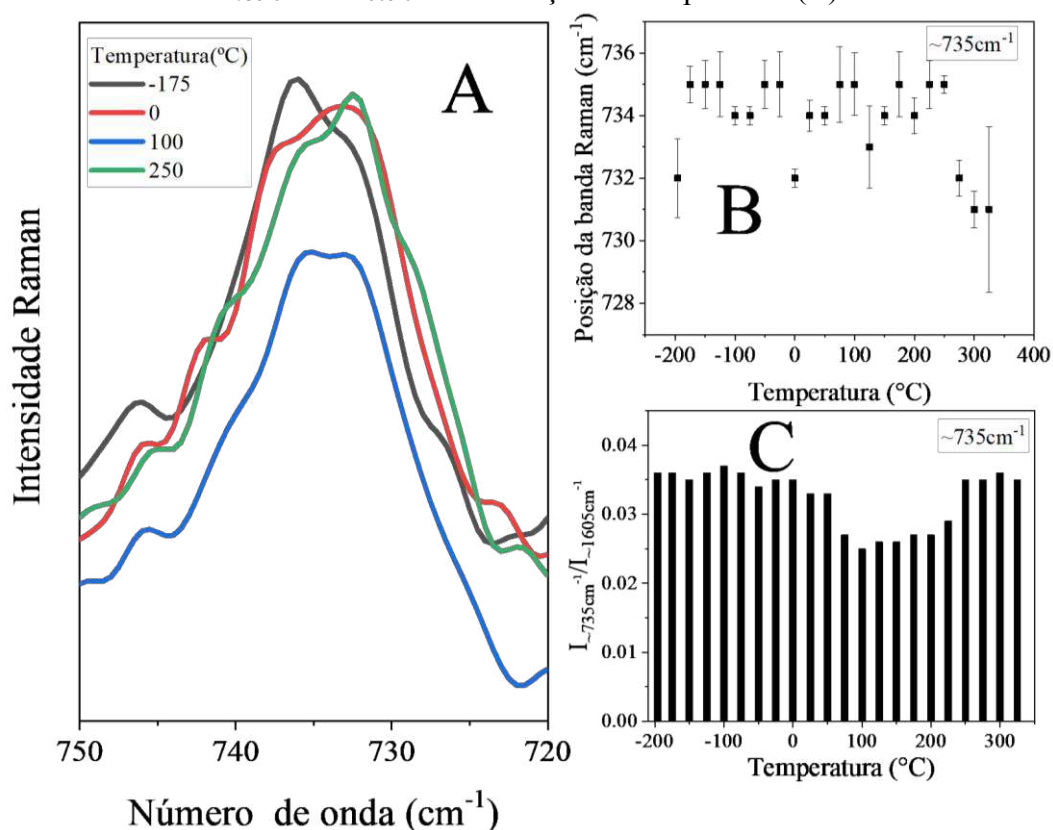 Temperatura(ºC)
-175
0
100
250
A
Intensidade Raman
750 740 730 720
Número de onda (cm-1)
~735cm-1
B
Posição da banda Raman (cm-1)
736
734
732
730
728
-200 -100 0 100 200 300 400
Temperatura (°C)
~735cm-1
C
I~735cm-1/I~1605cm-1
0.04
0.03
0.02
0.01
0.00
-200 -100 0 100 200 300
Temperatura (°C)